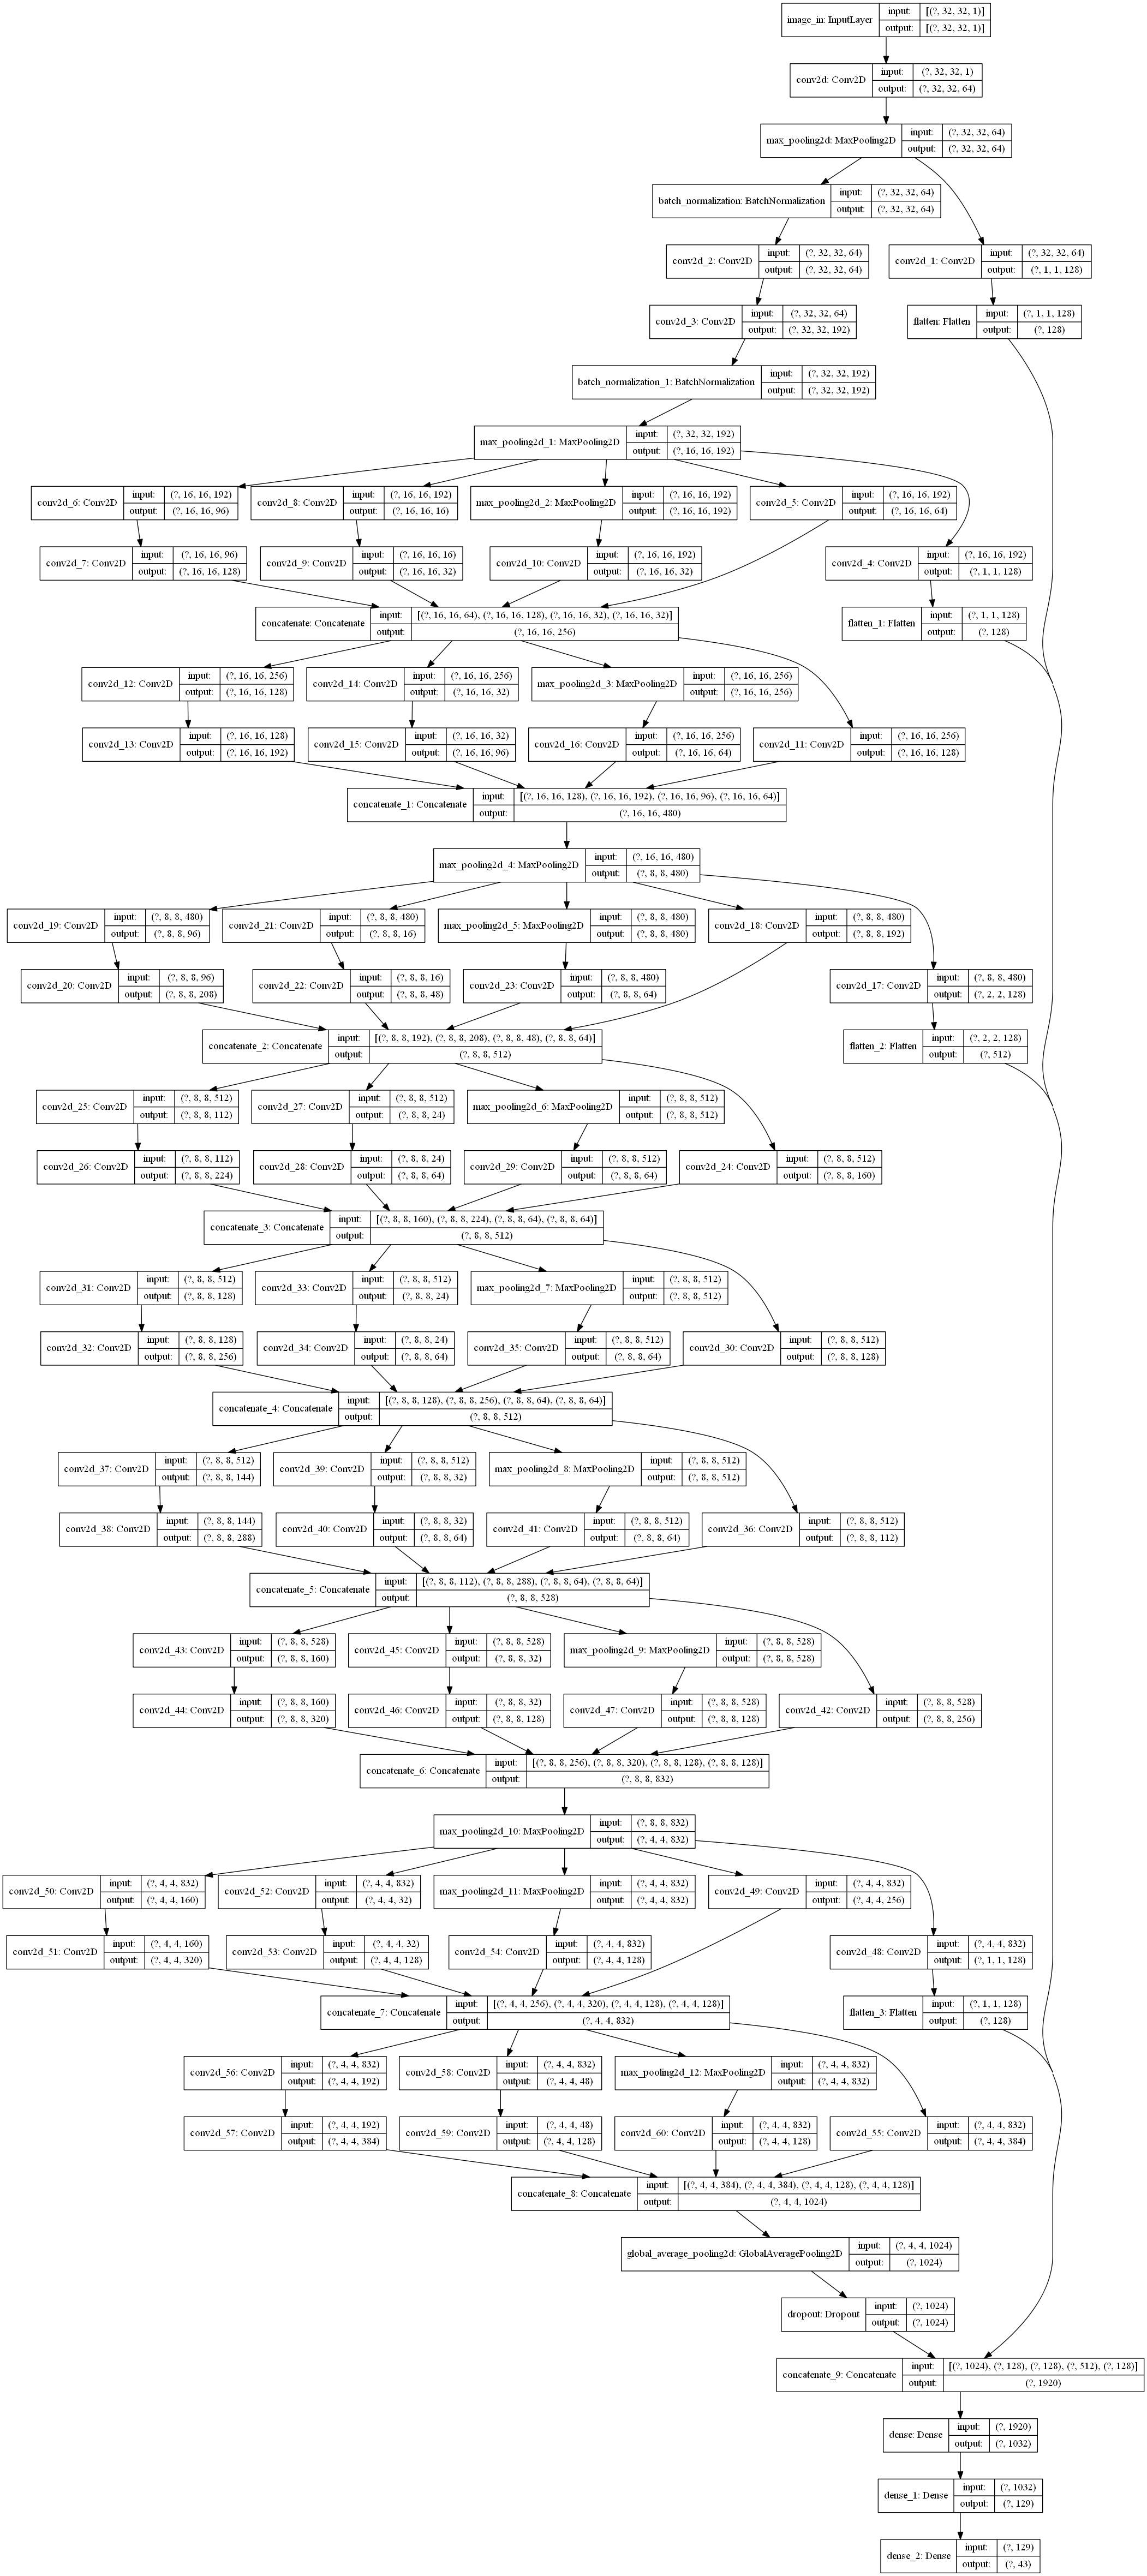 image_in: InputLayer input: [(?, 32, 32, 1)]
output: [(?, 32, 32, 1)]
conv2d: Conv2D input: (?, 32, 32, 1)
output: (?, 32, 32, 64)
max_pooling2d: MaxPooling2D input: (?, 32, 32, 64)
output: (?, 32, 32, 64)
batch_normalization: BatchNormalization input: (?, 32, 32, 64)
output: (?, 32, 32, 64)
conv2d_2: Conv2D input: (?, 32, 32, 64)
output: (?, 32, 32, 64)
conv2d_1: Conv2D input: (?, 32, 32, 64)
output: (?, 1, 1, 128)
conv2d_3: Conv2D input: (?, 32, 32, 64)
output: (?, 32, 32, 192)
flatten: Flatten input: (?, 1, 1, 128)
output: (?, 128)
batch_normalization_1: BatchNormalization input: (?, 32, 32, 192)
output: (?, 32, 32, 192)
max_pooling2d_1: MaxPooling2D input: (?, 32, 32, 192)
output: (?, 16, 16, 192)
conv2d_6: Conv2D input: (?, 16, 16, 192)
output: (?, 16, 16, 96)
conv2d_8: Conv2D input: (?, 16, 16, 192)
output: (?, 16, 16, 16)
max_pooling2d_2: MaxPooling2D input: (?, 16, 16, 192)
output: (?, 16, 16, 192)
conv2d_5: Conv2D input: (?, 16, 16, 192)
output: (?, 16, 16, 64)
conv2d_7: Conv2D input: (?, 16, 16, 96)
output: (?, 16, 16, 128)
conv2d_9: Conv2D input: (?, 16, 16, 16)
output: (?, 16, 16, 32)
conv2d_10: Conv2D input: (?, 16, 16, 192)
output: (?, 16, 16, 32)
conv2d_4: Conv2D input: (?, 16, 16, 192)
output: (?, 1, 1, 128)
concatenate: Concatenate input: [(?, 16, 16, 64), (?, 16, 16, 128), (?, 16, 16, 32), (?, 16, 16, 32)]
output: (?, 16, 16, 256)
flatten_1: Flatten input: (?, 1, 1, 128)
output: (?, 128)
conv2d_12: Conv2D input: (?, 16, 16, 256)
output: (?, 16, 16, 128)
conv2d_14: Conv2D input: (?, 16, 16, 256)
output: (?, 16, 16, 32)
max_pooling2d_3: MaxPooling2D input: (?, 16, 16, 256)
output: (?, 16, 16, 256)
conv2d_13: Conv2D input: (?, 16, 16, 128)
output: (?, 16, 16, 192)
conv2d_15: Conv2D input: (?, 16, 16, 32)
output: (?, 16, 16, 96)
conv2d_16: Conv2D input: (?, 16, 16, 256)
output: (?, 16, 16, 64)
conv2d_11: Conv2D input: (?, 16, 16, 256)
output: (?, 16, 16, 128)
concatenate_1: Concatenate input: [(?, 16, 16, 128), (?, 16, 16, 192), (?, 16, 16, 96), (?, 16, 16, 64)]
output: (?, 16, 16, 480)
max_pooling2d_4: MaxPooling2D input: (?, 16, 16, 480)
output: (?, 8, 8, 480)
conv2d_19: Conv2D input: (?, 8, 8, 480)
output: (?, 8, 8, 96)
conv2d_21: Conv2D input: (?, 8, 8, 480)
output: (?, 8, 8, 16)
max_pooling2d_5: MaxPooling2D input: (?, 8, 8, 480)
output: (?, 8, 8, 480)
conv2d_18: Conv2D input: (?, 8, 8, 480)
output: (?, 8, 8, 192)
conv2d_20: Conv2D input: (?, 8, 8, 96)
output: (?, 8, 8, 208)
conv2d_22: Conv2D input: (?, 8, 8, 16)
output: (?, 8, 8, 48)
conv2d_23: Conv2D input: (?, 8, 8, 480)
output: (?, 8, 8, 64)
conv2d_17: Conv2D input: (?, 8, 8, 480)
output: (?, 2, 2, 128)
concatenate_2: Concatenate input: [(?, 8, 8, 192), (?, 8, 8, 208), (?, 8, 8, 48), (?, 8, 8, 64)]
output: (?, 8, 8, 512)
flatten_2: Flatten input: (?, 2, 2, 128)
output: (?, 512)
conv2d_25: Conv2D input: (?, 8, 8, 512)
output: (?, 8, 8, 112)
conv2d_27: Conv2D input: (?, 8, 8, 512)
output: (?, 8, 8, 24)
max_pooling2d_6: MaxPooling2D input: (?, 8, 8, 512)
output: (?, 8, 8, 512)
conv2d_26: Conv2D input: (?, 8, 8, 112)
output: (?, 8, 8, 224)
conv2d_28: Conv2D input: (?, 8, 8, 24)
output: (?, 8, 8, 64)
conv2d_29: Conv2D input: (?, 8, 8, 512)
output: (?, 8, 8, 64)
conv2d_24: Conv2D input: (?, 8, 8, 512)
output: (?, 8, 8, 160)
concatenate_3: Concatenate input: [(?, 8, 8, 160), (?, 8, 8, 224), (?, 8, 8, 64), (?, 8, 8, 64)]
output: (?, 8, 8, 512)
conv2d_31: Conv2D input: (?, 8, 8, 512)
output: (?, 8, 8, 128)
conv2d_33: Conv2D input: (?, 8, 8, 512)
output: (?, 8, 8, 24)
max_pooling2d_7: MaxPooling2D input: (?, 8, 8, 512)
output: (?, 8, 8, 512)
conv2d_32: Conv2D input: (?, 8, 8, 128)
output: (?, 8, 8, 256)
conv2d_34: Conv2D input: (?, 8, 8, 24)
output: (?, 8, 8, 64)
conv2d_35: Conv2D input: (?, 8, 8, 512)
output: (?, 8, 8, 64)
conv2d_30: Conv2D input: (?, 8, 8, 512)
output: (?, 8, 8, 128)
concatenate_4: Concatenate input: [(?, 8, 8, 128), (?, 8, 8, 256), (?, 8, 8, 64), (?, 8, 8, 64)]
output: (?, 8, 8, 512)
conv2d_37: Conv2D input: (?, 8, 8, 512)
output: (?, 8, 8, 144)
conv2d_39: Conv2D input: (?, 8, 8, 512)
output: (?, 8, 8, 32)
max_pooling2d_8: MaxPooling2D input: (?, 8, 8, 512)
output: (?, 8, 8, 512)
conv2d_38: Conv2D input: (?, 8, 8, 144)
output: (?, 8, 8, 288)
conv2d_40: Conv2D input: (?, 8, 8, 32)
output: (?, 8, 8, 64)
conv2d_41: Conv2D input: (?, 8, 8, 512)
output: (?, 8, 8, 64)
conv2d_36: Conv2D input: (?, 8, 8, 512)
output: (?, 8, 8, 112)
concatenate_5: Concatenate input: [(?, 8, 8, 112), (?, 8, 8, 288), (?, 8, 8, 64), (?, 8, 8, 64)]
output: (?, 8, 8, 528)
conv2d_43: Conv2D input: (?, 8, 8, 528)
output: (?, 8, 8, 160)
conv2d_45: Conv2D input: (?, 8, 8, 528)
output: (?, 8, 8, 32)
max_pooling2d_9: MaxPooling2D input: (?, 8, 8, 528)
output: (?, 8, 8, 528)
conv2d_44: Conv2D input: (?, 8, 8, 160)
output: (?, 8, 8, 320)
conv2d_46: Conv2D input: (?, 8, 8, 32)
output: (?, 8, 8, 128)
conv2d_47: Conv2D input: (?, 8, 8, 528)
output: (?, 8, 8, 128)
conv2d_42: Conv2D input: (?, 8, 8, 528)
output: (?, 8, 8, 256)
concatenate_6: Concatenate input: [(?, 8, 8, 256), (?, 8, 8, 320), (?, 8, 8, 128), (?, 8, 8, 128)]
output: (?, 8, 8, 832)
max_pooling2d_10: MaxPooling2D input: (?, 8, 8, 832)
output: (?, 4, 4, 832)
conv2d_50: Conv2D input: (?, 4, 4, 832)
output: (?, 4, 4, 160)
conv2d_52: Conv2D input: (?, 4, 4, 832)
output: (?, 4, 4, 32)
max_pooling2d_11: MaxPooling2D input: (?, 4, 4, 832)
output: (?, 4, 4, 832)
conv2d_49: Conv2D input: (?, 4, 4, 832)
output: (?, 4, 4, 256)
conv2d_51: Conv2D input: (?, 4, 4, 160)
output: (?, 4, 4, 320)
conv2d_53: Conv2D input: (?, 4, 4, 32)
output: (?, 4, 4, 128)
conv2d_54: Conv2D input: (?, 4, 4, 832)
output: (?, 4, 4, 128)
conv2d_48: Conv2D input: (?, 4, 4, 832)
output: (?, 1, 1, 128)
concatenate_7: Concatenate input: [(?, 4, 4, 256), (?, 4, 4, 320), (?, 4, 4, 128), (?, 4, 4, 128)]
output: (?, 4, 4, 832)
flatten_3: Flatten input: (?, 1, 1, 128)
output: (?, 128)
conv2d_56: Conv2D input: (?, 4, 4, 832)
output: (?, 4, 4, 192)
conv2d_58: Conv2D input: (?, 4, 4, 832)
output: (?, 4, 4, 48)
max_pooling2d_12: MaxPooling2D input: (?, 4, 4, 832)
output: (?, 4, 4, 832)
conv2d_57: Conv2D input: (?, 4, 4, 192)
output: (?, 4, 4, 384)
conv2d_59: Conv2D input: (?, 4, 4, 48)
output: (?, 4, 4, 128)
conv2d_60: Conv2D input: (?, 4, 4, 832)
output: (?, 4, 4, 128)
conv2d_55: Conv2D input: (?, 4, 4, 832)
output: (?, 4, 4, 384)
concatenate_8: Concatenate input: [(?, 4, 4, 384), (?, 4, 4, 384), (?, 4, 4, 128), (?, 4, 4, 128)]
output: (?, 4, 4, 1024)
global_average_pooling2d: GlobalAveragePooling2D input: (?, 4, 4, 1024)
output: (?, 1024)
dropout: Dropout input: (?, 1024)
output: (?, 1024)
concatenate_9: Concatenate input: [(?, 1024), (?, 128), (?, 128), (?, 512), (?, 128)]
output: (?, 1920)
dense: Dense input: (?, 1920)
output: (?, 1032)
dense_1: Dense input: (?, 1032)
output: (?, 129)
dense_2: Dense input: (?, 129)
output: (?, 43)